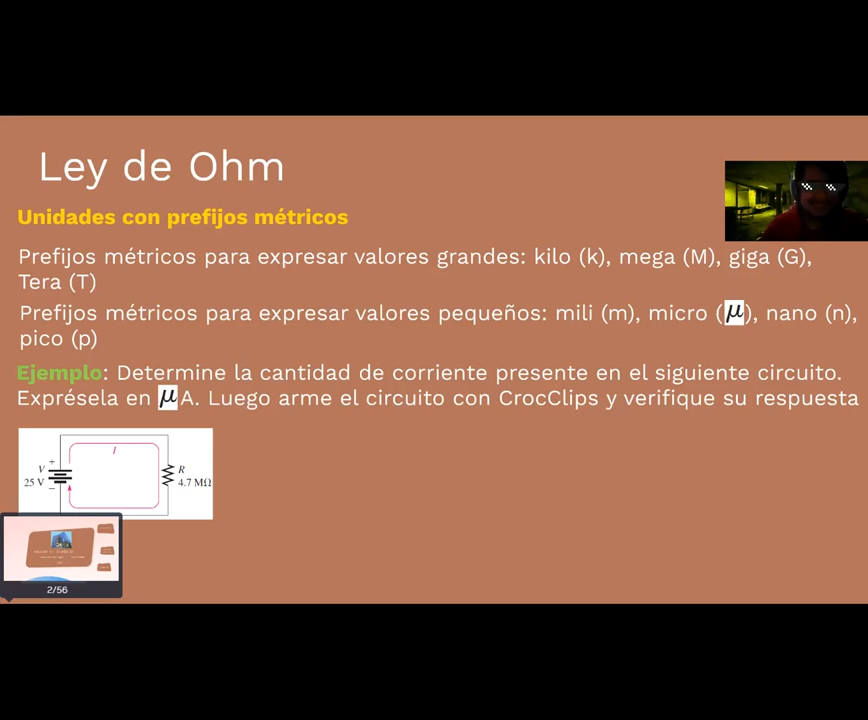 Ley de Ohm
Unidades con prefijos métricos
Prefijos métricos para expresar valores grandes: kilo (k), mega (M), giga (G),
Tera (T)
Prefijos métricos para expresar valores pequeños: mili (m), micro (μ), nano (n),
pico (p)
Ejemplo: Determine la cantidad de corriente presente en el siguiente circuito.
Exprésela en μA. Luego arme el circuito con CrocClips y verifique su respuesta
I
+
V
25 V
−
R
4.7 MΩ
2/56